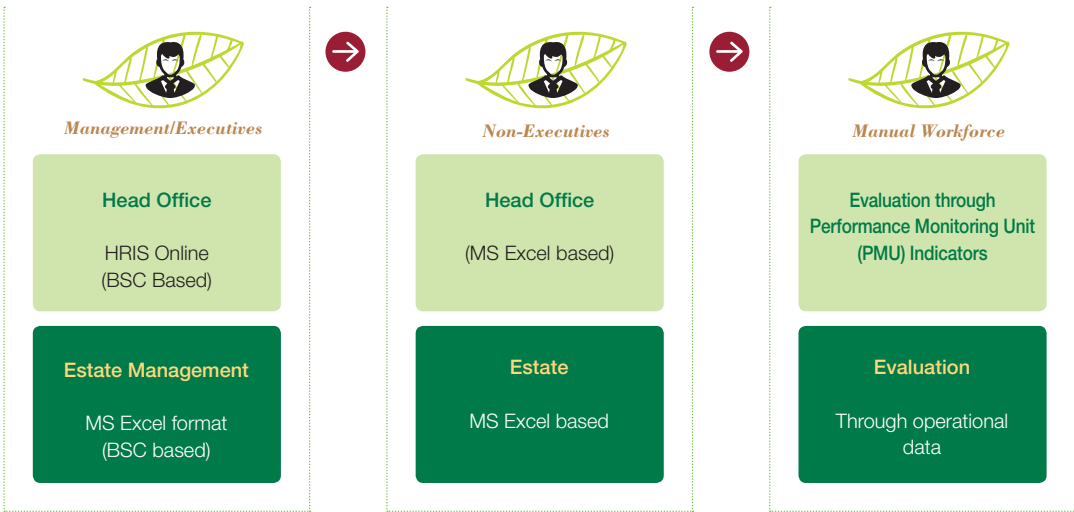 Management/Executives
Head Office
HRIS Online
(BSC Based)
Estate Management
MS Excel format
(BSC based)
Non-Executives
Head Office
(MS Excel based)
Estate
MS Excel based
Manual Workforce
Evaluation through
Performance Monitoring Unit
(PMU) Indicators
Evaluation
Through operational
data